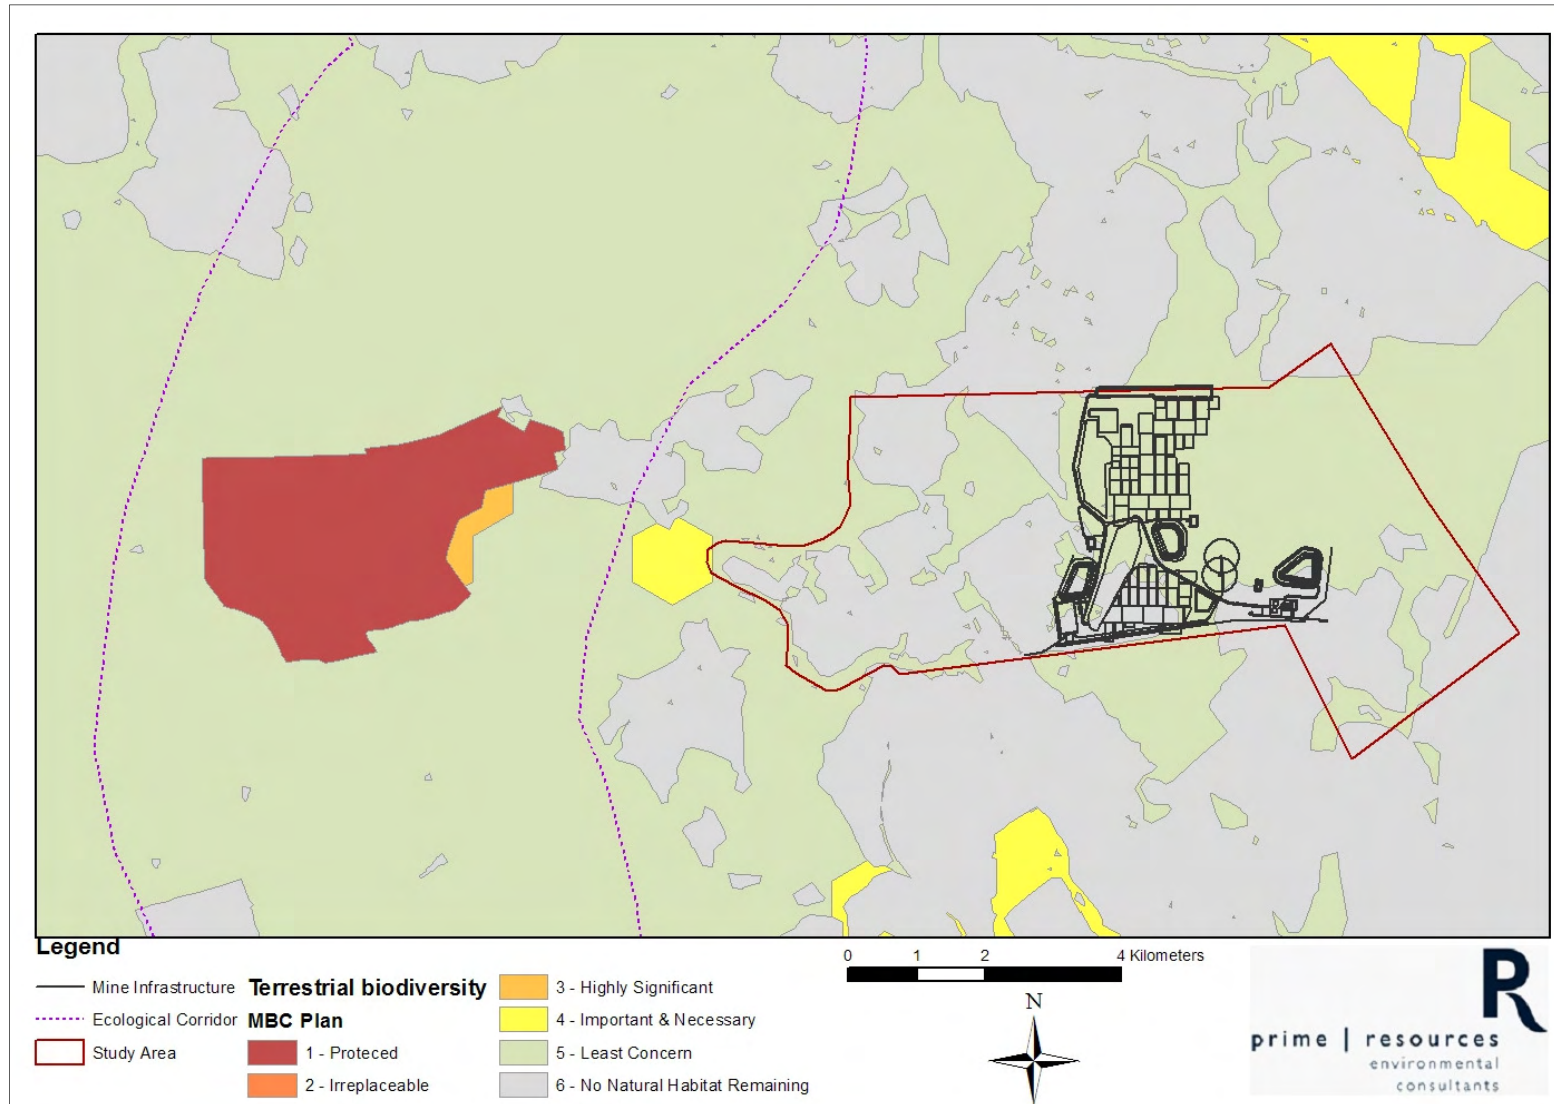 Legend
Mine Infrastructure
Ecological Corridor
Study Area
Terrestrial biodiversity
MBC Plan
1 - Proteced
2 - Irreplaceable
3 - Highly Significant
4 - Important & Necessary
5 - Least Concern
6 - No Natural Habitat Remaining
0 1 2 4 Kilometers
N
R
prime | resources
environmental
consultants